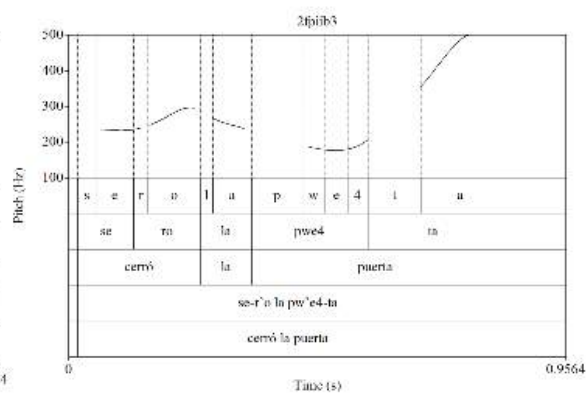 2fpiib3
500
400
300
200
100
Pitch (Hz)
s e r o l a p w e 4 t a
se ro la pwe4 ta
cerró la puerta
se-r`o la pw`e4-ta
cerró la puerta
0 0.9564
Time (s)
4